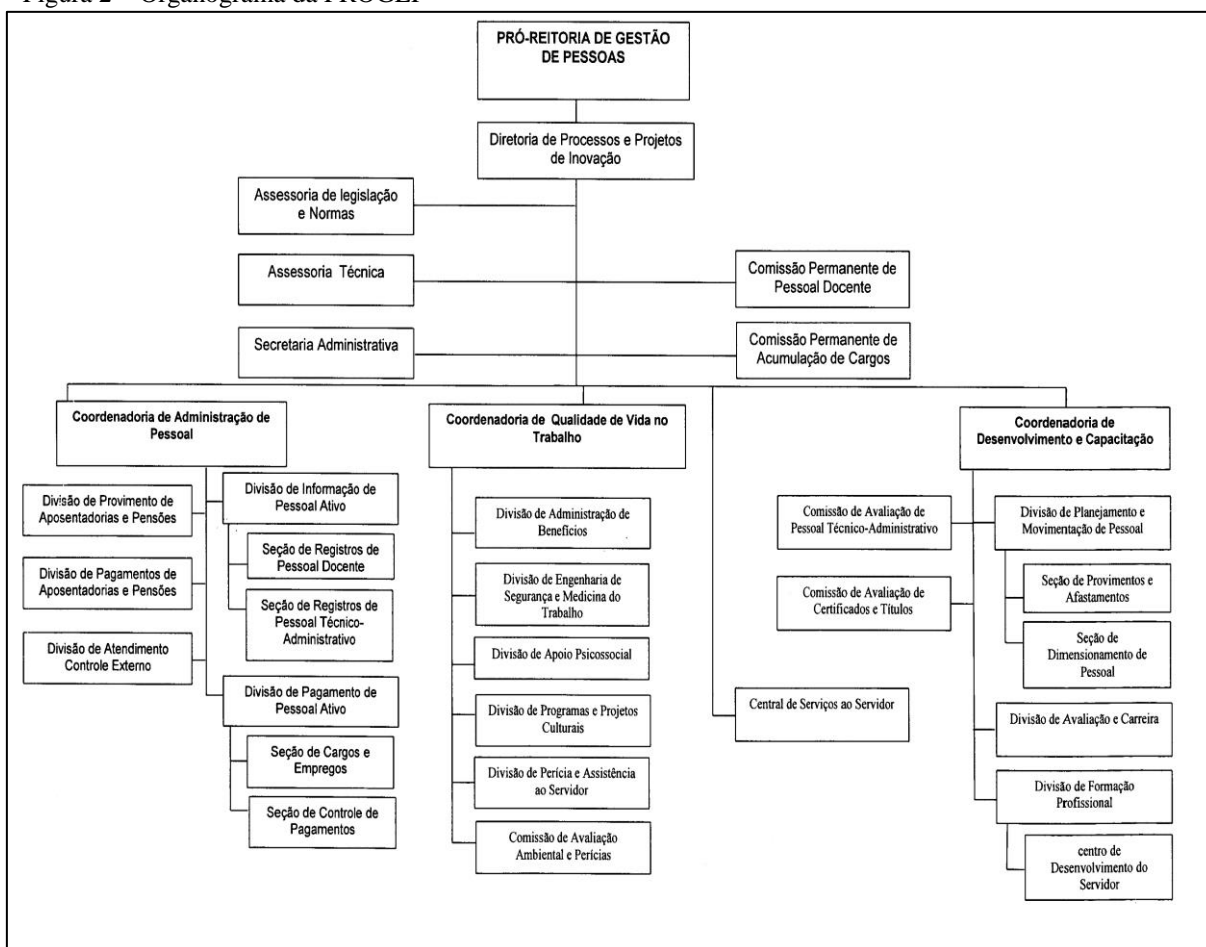 Figura 2 – Organograma da PROGEP
PRÓ-REITORIA DE GESTÃO
DE PESSOAS
Diretoria de Processos e Projetos
de Inovação
Assessoria de legislação
e Normas
Assessoria Técnica
Comissão Permanente de
Pessoal Docente
Secretaria Administrativa
Comissão Permanente de
Acumulação de Cargos
Coordenadoria de Administração de
Pessoal
Divisão de Provimento de
Aposentadorias e Pensões
Divisão de Pagamentos de
Aposentadorias e Pensões
Divisão de Atendimento
Controle Externo
Divisão de Informação de
Pessoal Ativo
Seção de Registros de
Pessoal Docente
Seção de Registros de
Pessoal Técnico-
Administrativo
Divisão de Pagamento de
Pessoal Ativo
Seção de Cargos e
Empregos
Seção de Controle de
Pagamentos
Coordenadoria de Qualidade de Vida no
Trabalho
Divisão de Administração de
Benefícios
Divisão de Engenharia de
Segurança e Medicina do
Trabalho
Divisão de Apoio Psicossocial
Divisão de Programas e Projetos
Culturais
Divisão de Perícia e Assistência
ao Servidor
Comissão de Avaliação
Ambiental e Perícias
Central de Serviços ao Servidor
Coordenadoria de
Desenvolvimento e Capacitação
Comissão de Avaliação de
Pessoal Técnico-Administrativo
Comissão de Avaliação de
Certificados e Títulos
Divisão de Planejamento e
Movimentação de Pessoal
Seção de Provimentos e
Afastamentos
Seção de
Dimensionamento de
Pessoal
Divisão de Avaliação e Carreira
Divisão de Formação
Profissional
centro de
Desenvolvimento do
Servidor